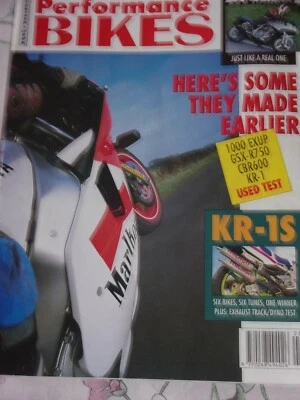 Performance
BIKES
JUST LIKE A REAL ONE
HERE'S SOME
THEY MADE
EARLIER
1000 EXUP
GSX-R750
CBR600
KR-1
USED TEST
KR-1S
SIX BIKES, SIX TUNES, ONE WINNER
PLUS: EXHAUST TRACK/DYNO TEST
Marlbo